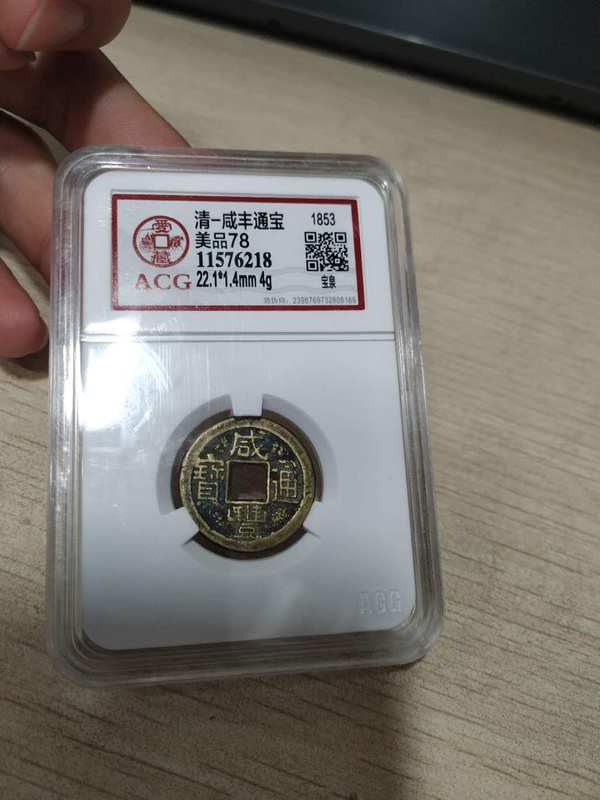 清-咸丰通宝
1853
美品78
11576218
ACG
22.1*1.4mm 4g
宝泉
咸
寶 通
豐
ACG